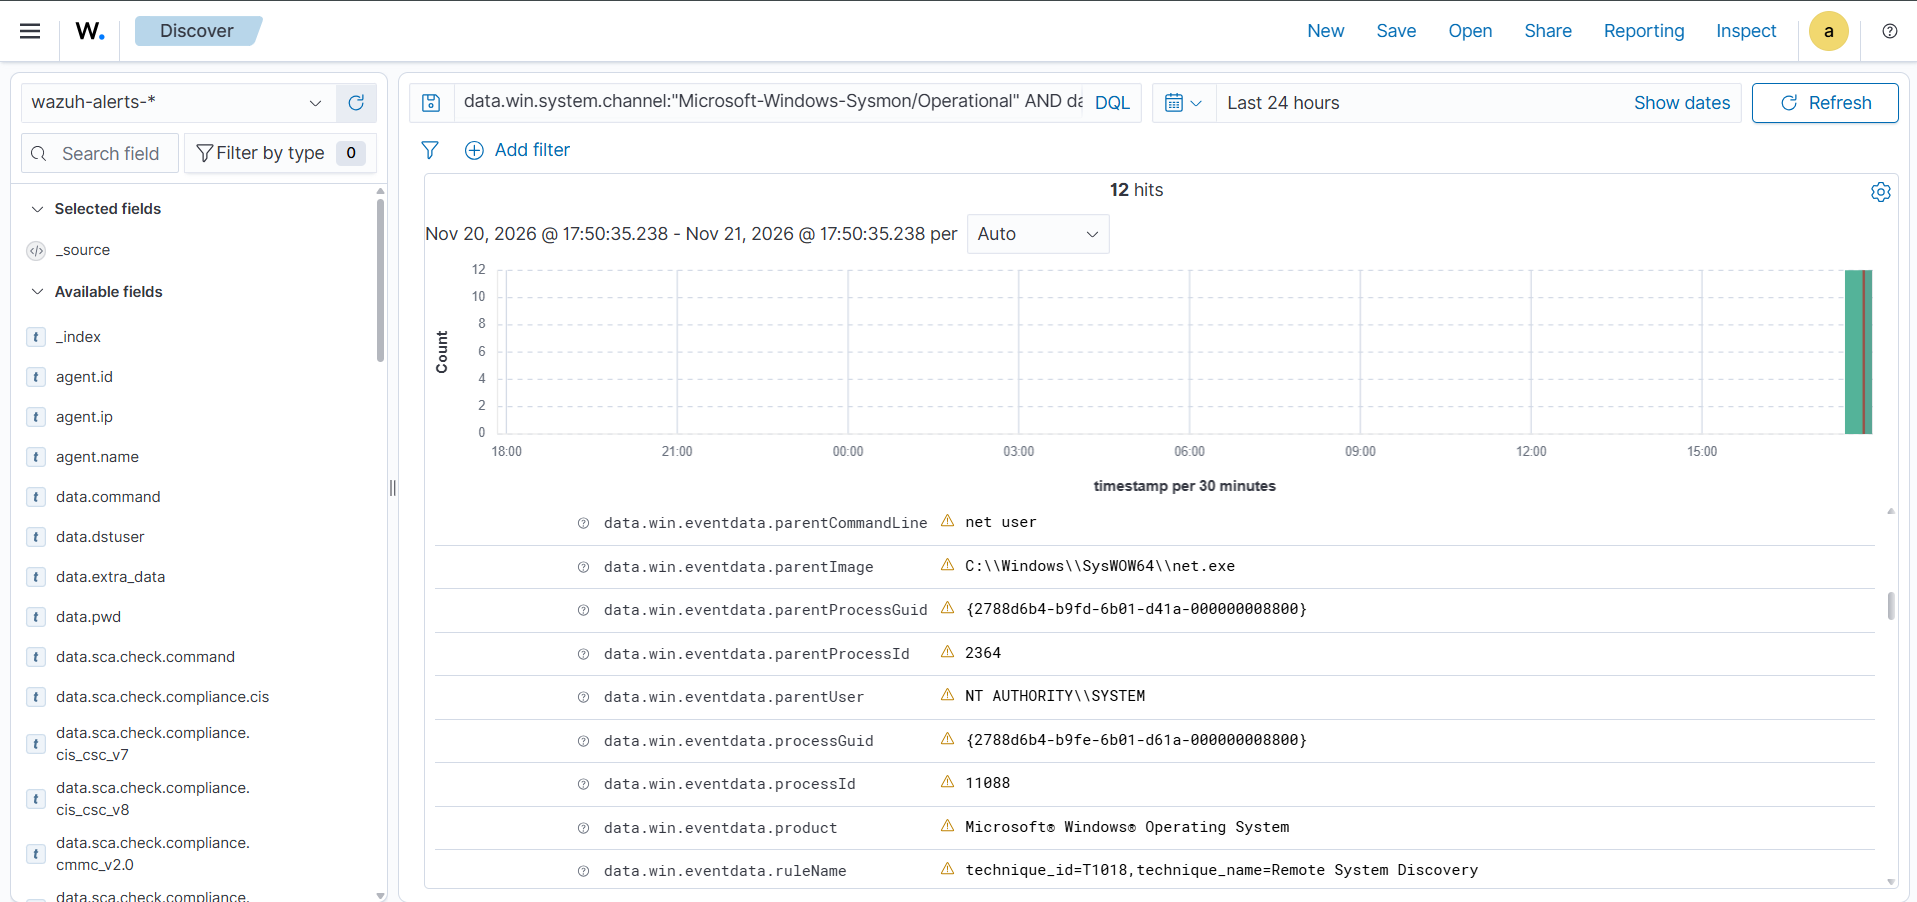 W. Discover New Save Open Share Reporting Inspect a
wazuh-alerts-*
data.win.system.channel:"Microsoft-Windows-Sysmon/Operational" AND da DQL Last 24 hours Show dates Refresh
Search field Filter by type 0
Add filter
Selected fields
_source
Available fields
_index
agent.id
agent.ip
agent.name
data.command
data.dstuser
data.extra_data
data.pwd
data.sca.check.command
data.sca.check.compliance.cis
data.sca.check.compliance.
cis_csc_v7
data.sca.check.compliance.
cis_csc_v8
data.sca.check.compliance.
cmmc_v2.0
data.sca.check.compliance.
12 hits
Nov 20, 2026 @ 17:50:35.238 - Nov 21, 2026 @ 17:50:35.238 per Auto
Count
12
10
8
6
4
2
0
18:00 21:00 00:00 03:00 06:00 09:00 12:00 15:00
timestamp per 30 minutes
data.win.eventdata.parentCommandLine net user
data.win.eventdata.parentImage C:\\Windows\\SysWOW64\\net.exe
data.win.eventdata.parentProcessGuid {2788d6b4-b9fd-6b01-d41a-000000008800}
data.win.eventdata.parentProcessId 2364
data.win.eventdata.parentUser NT AUTHORITY\\SYSTEM
data.win.eventdata.processGuid {2788d6b4-b9fe-6b01-d61a-000000008800}
data.win.eventdata.processId 11088
data.win.eventdata.product Microsoft® Windows® Operating System
data.win.eventdata.ruleName technique_id=T1018,technique_name=Remote System Discovery